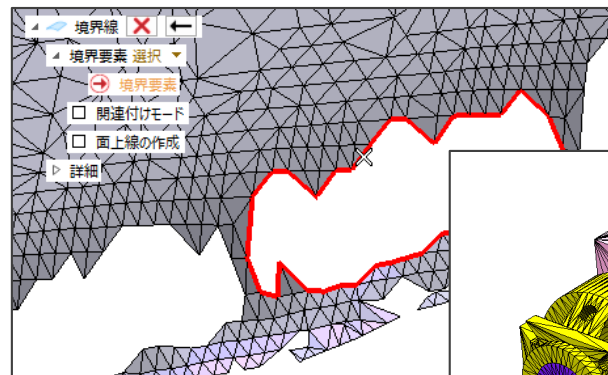 境界線
境界要素 選択
境界要素
関連付けモード
面上線の作成
詳細